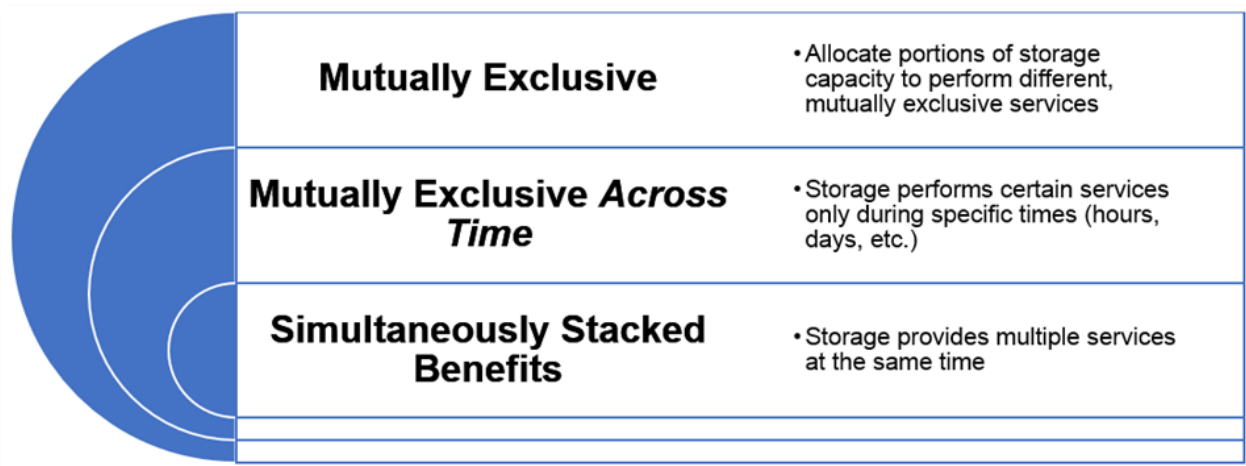 Mutually Exclusive
• Allocate portions of storage
capacity to perform different,
mutually exclusive services
Mutually Exclusive Across
Time
• Storage performs certain services
only during specific times (hours,
days, etc.)
Simultaneously Stacked
Benefits
• Storage provides multiple services
at the same time